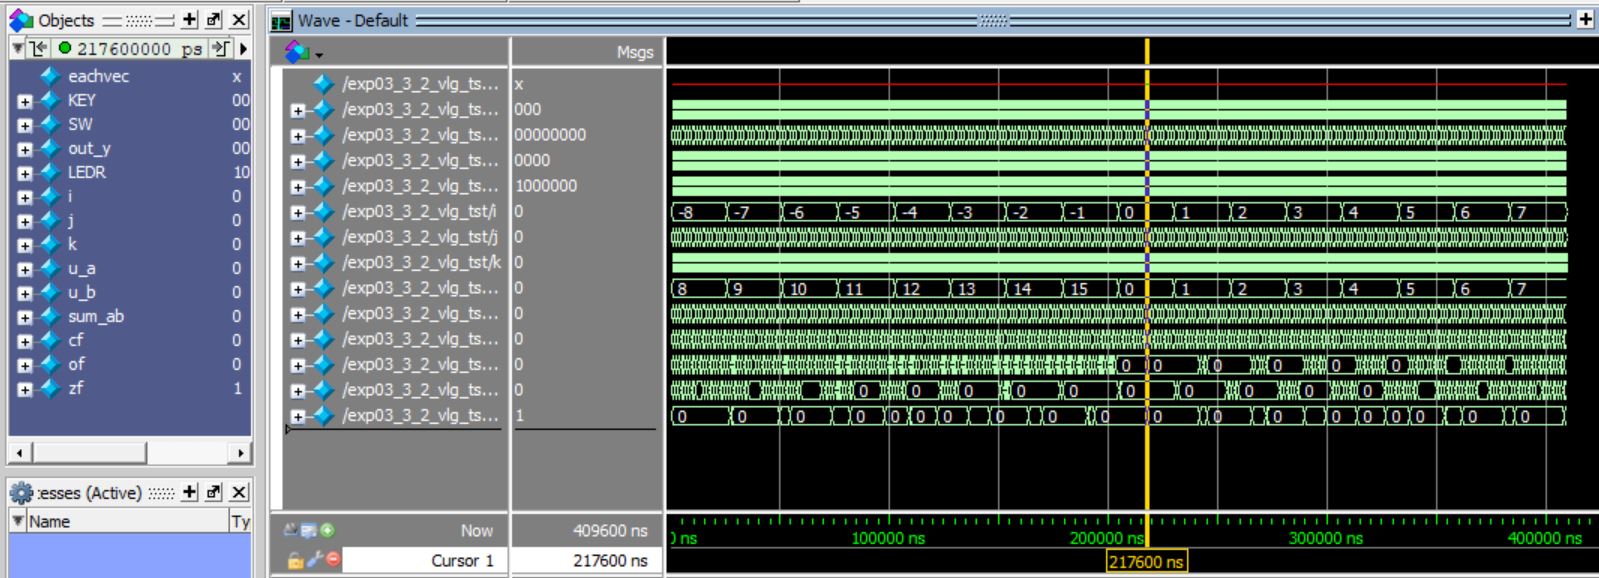 Objects
217600000 ps
eachvec x
KEY 00
SW 00
out_y 00
LEDR 10
i 0
j 0
k 0
u_a 0
u_b 0
sum_ab 0
cf 0
of 0
zf 1
:esses (Active)
Name Ty
Wave - Default
Msgs
/exp03_3_2_vlg_ts... x
/exp03_3_2_vlg_ts... 000
/exp03_3_2_vlg_ts... 00000000
/exp03_3_2_vlg_ts... 0000
/exp03_3_2_vlg_ts... 1000000
/exp03_3_2_vlg_tst/i 0 -8 -7 -6 -5 -4 -3 -2 -1 0 1 2 3 4 5 6 7
/exp03_3_2_vlg_tst/j 0
/exp03_3_2_vlg_tst/k 0
/exp03_3_2_vlg_ts... 0 8 9 10 11 12 13 14 15 0 1 2 3 4 5 6 7
/exp03_3_2_vlg_ts... 0
/exp03_3_2_vlg_ts... 0
/exp03_3_2_vlg_ts... 0 0 0 0 0 0 0
/exp03_3_2_vlg_ts... 0 0 0 0 0 0 0 0 0 0 0
/exp03_3_2_vlg_ts... 1 0 0 0 0 0 0 0 0 0 0 0 0 0 0 0 0 0 0 0
Now 409600 ns
ns 100000 ns 200000 ns 300000 ns 400000 ns
Cursor 1 217600 ns 217600 ns